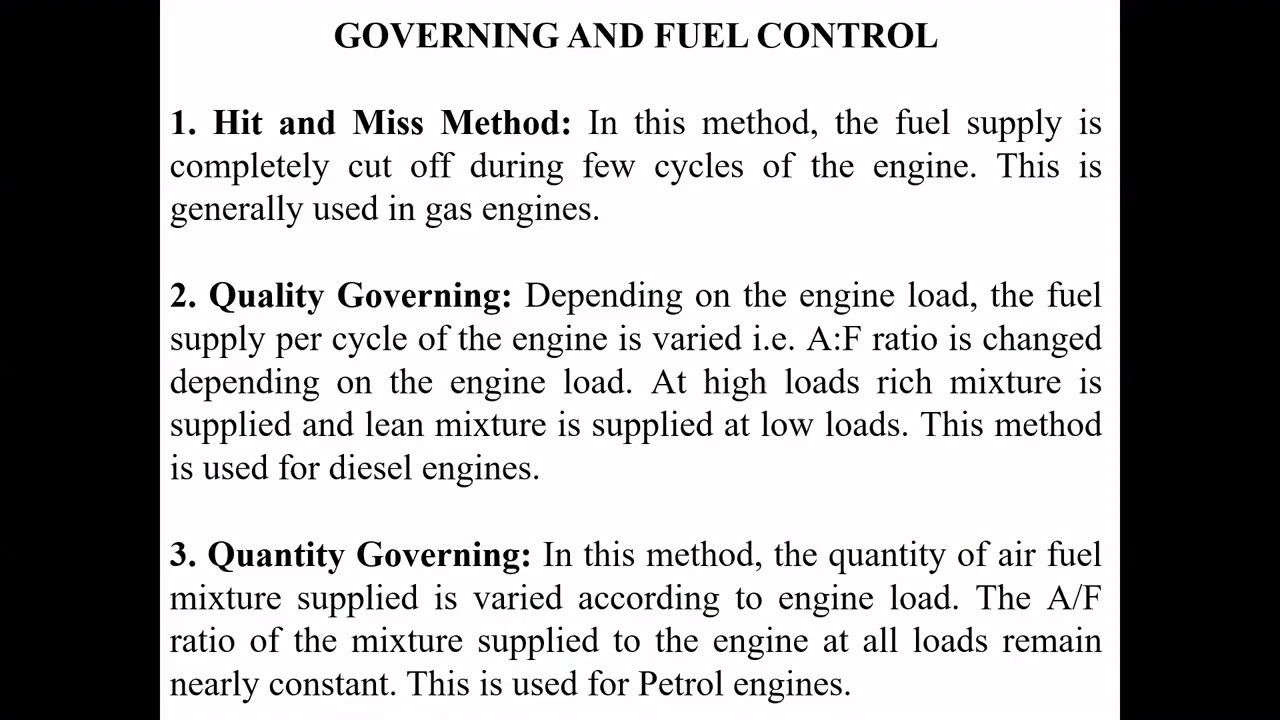 GOVERNING AND FUEL CONTROL
1. Hit and Miss Method: In this method, the fuel supply is
completely cut off during few cycles of the engine. This is
generally used in gas engines.
2. Quality Governing: Depending on the engine load, the fuel
supply per cycle of the engine is varied i.e. A:F ratio is changed
depending on the engine load. At high loads rich mixture is
supplied and lean mixture is supplied at low loads. This method
is used for diesel engines.
3. Quantity Governing: In this method, the quantity of air fuel
mixture supplied is varied according to engine load. The A/F
ratio of the mixture supplied to the engine at all loads remain
nearly constant. This is used for Petrol engines.